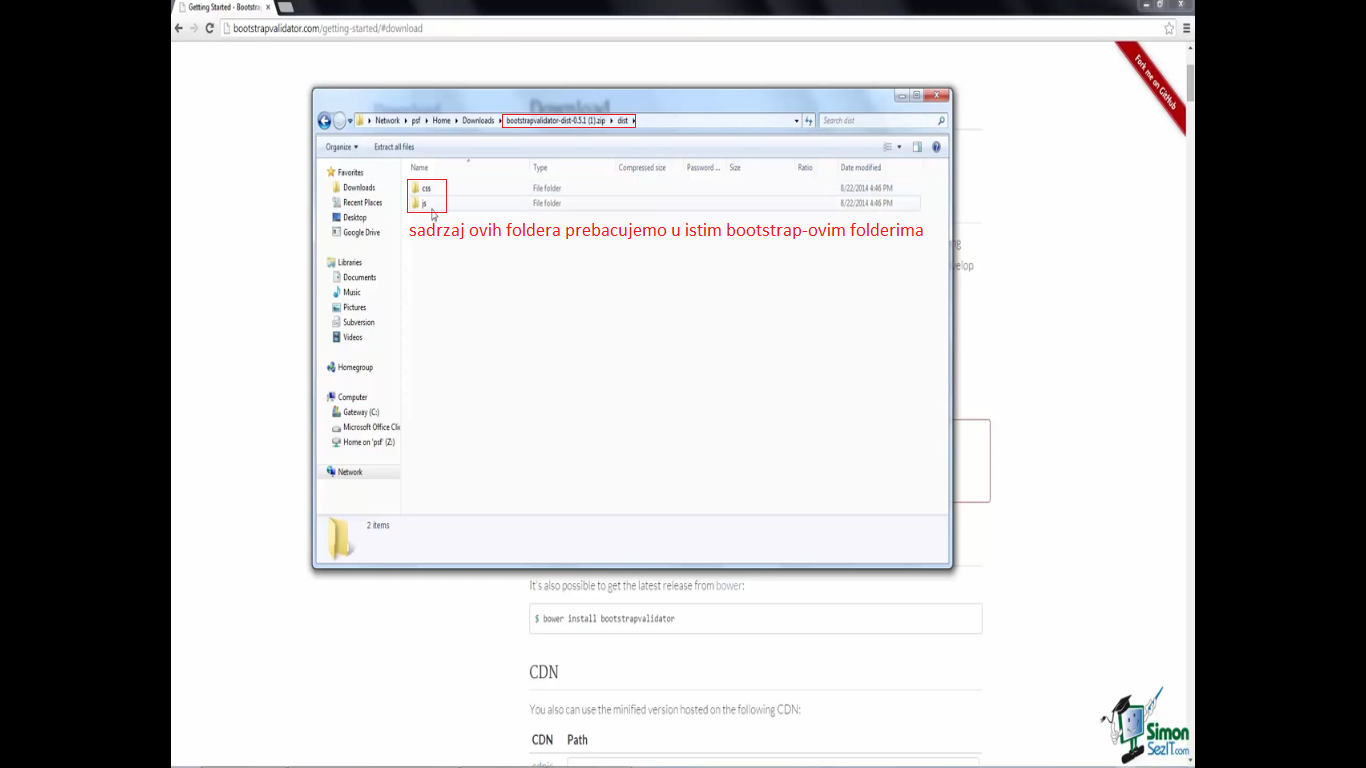 Getting Started - Bootstrap
bootstrapvalidator.com/getting-started/#download
Fork me on GitHub
Download
Network psf Home Downloads bootstrapvalidator-dist-0.5.1 (1).zip dist
Search dist
Organize Extract all files
Name Type Compressed size Password ... Size Ratio Date modified
css File folder 8/22/2014 4:46 PM
js File folder 8/22/2014 4:46 PM
sadrzaj ovih foldera prebacujemo u istim bootstrap-ovim folderima
Favorites
Downloads
Recent Places
Desktop
Google Drive
Libraries
Documents
Music
Pictures
Subversion
Videos
Homegroup
Computer
Gateway (C:)
Microsoft Office Clic
Home on 'psf' (Z:)
Network
2 items
It's also possible to get the latest release from bower:
$ bower install bootstrapvalidator
CDN
You also can use the minified version hosted on the following CDN:
CDN Path
Simon
SezIT.com